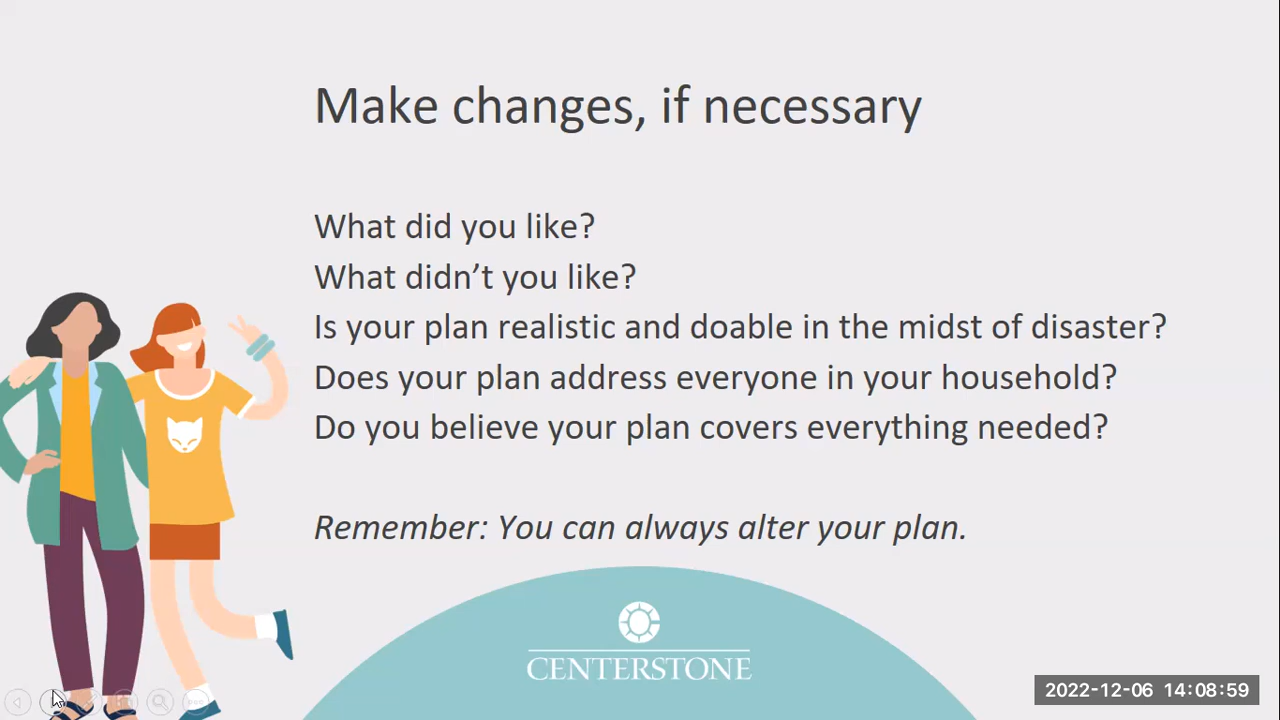 Make changes, if necessary
What did you like?
What didn’t you like?
Is your plan realistic and doable in the midst of disaster?
Does your plan address everyone in your household?
Do you believe your plan covers everything needed?
Remember: You can always alter your plan.
CENTERSTONE
2022-12-06 14:08:59